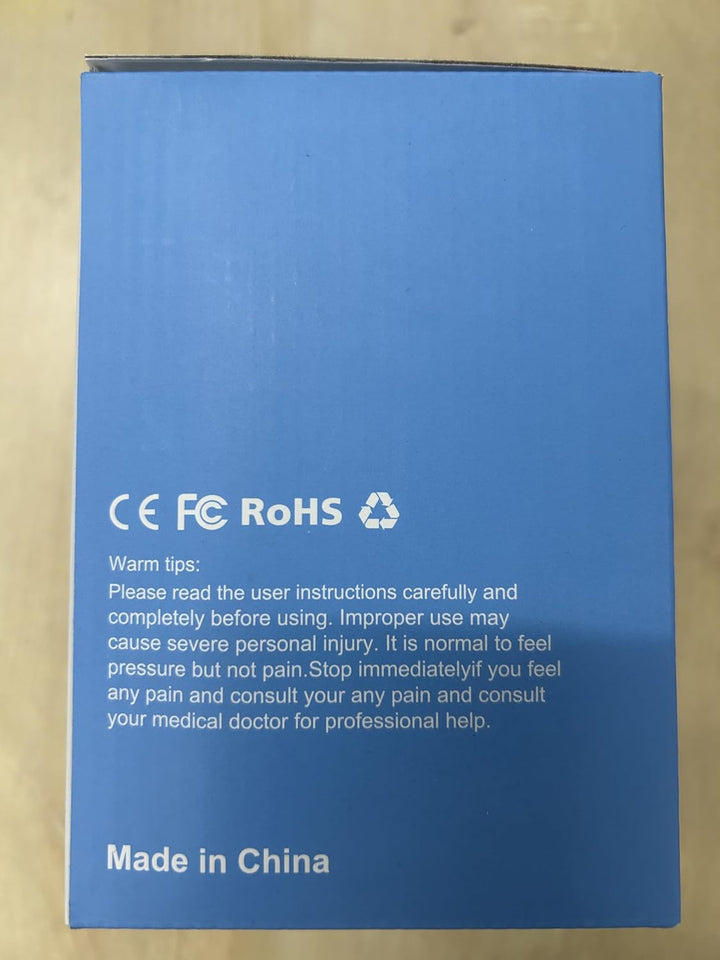 CE FC RoHS
Warm tips:
Please read the user instructions carefully and
completely before using. Improper use may
cause severe personal injury. It is normal to feel
pressure but not pain.Stop immediatelyif you feel
any pain and consult your any pain and consult
your medical doctor for professional help.
Made in China